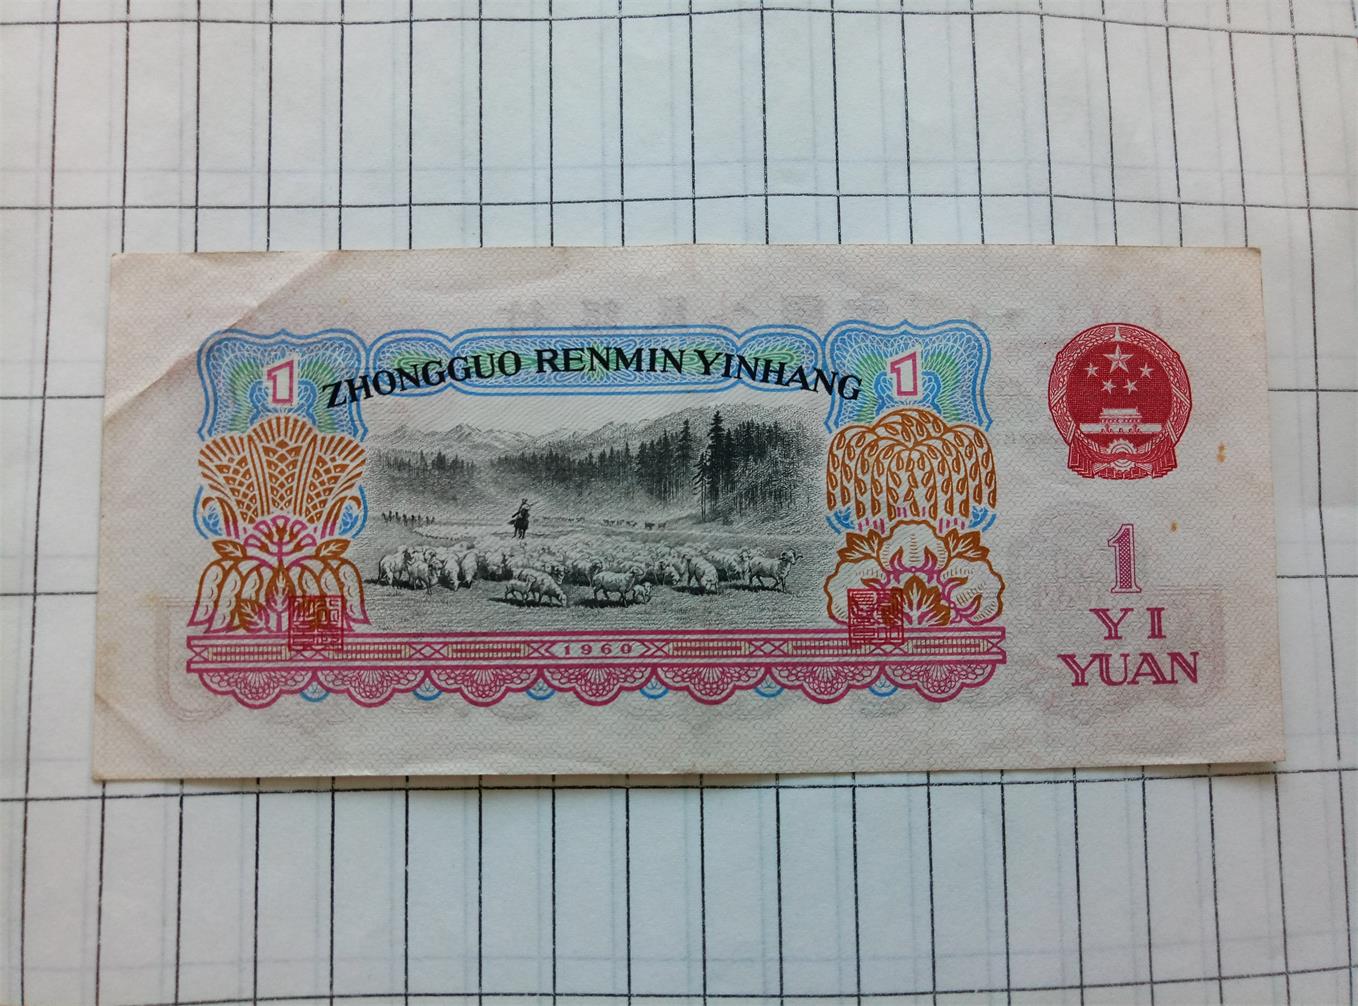 ZHONGGUO RENMIN YINHANG
1
1
1960
1
YI
YUAN